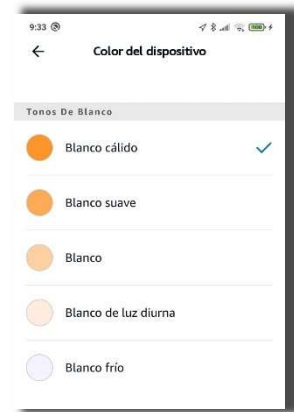 9:33
Color del dispositivo
Tonos De Blanco
Blanco cálido
Blanco suave
Blanco
Blanco de luz diurna
Blanco frío